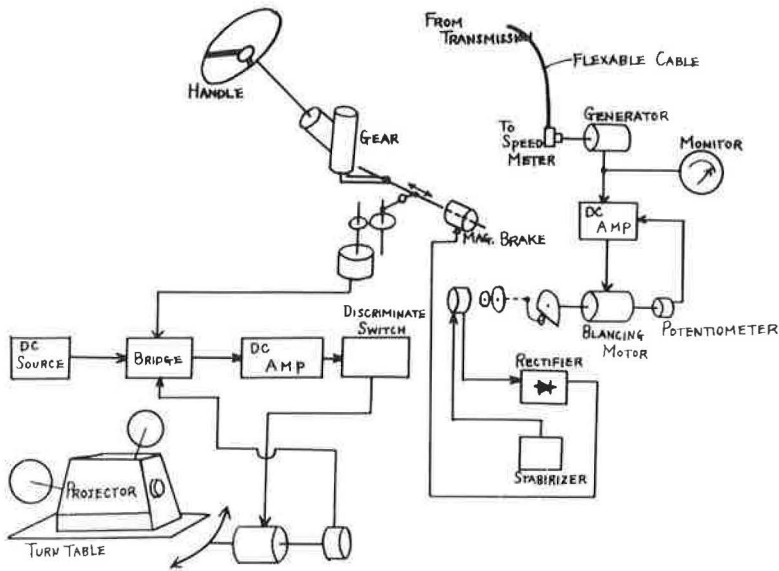 FROM
TRANSMISSION
FLEXABLE CABLE
HANDLE
GEAR
TO
SPEED
METER
GENERATOR
MONITOR
DC
AMP
MAG. BRAKE
BLANCING
MOTOR
POTENTIOMETER
DISCRIMINATE
SWITCH
DC
SOURCE
BRIDGE
DC
AMP
RECTIFIER
STABIRIZER
PROJECTOR
TURN TABLE